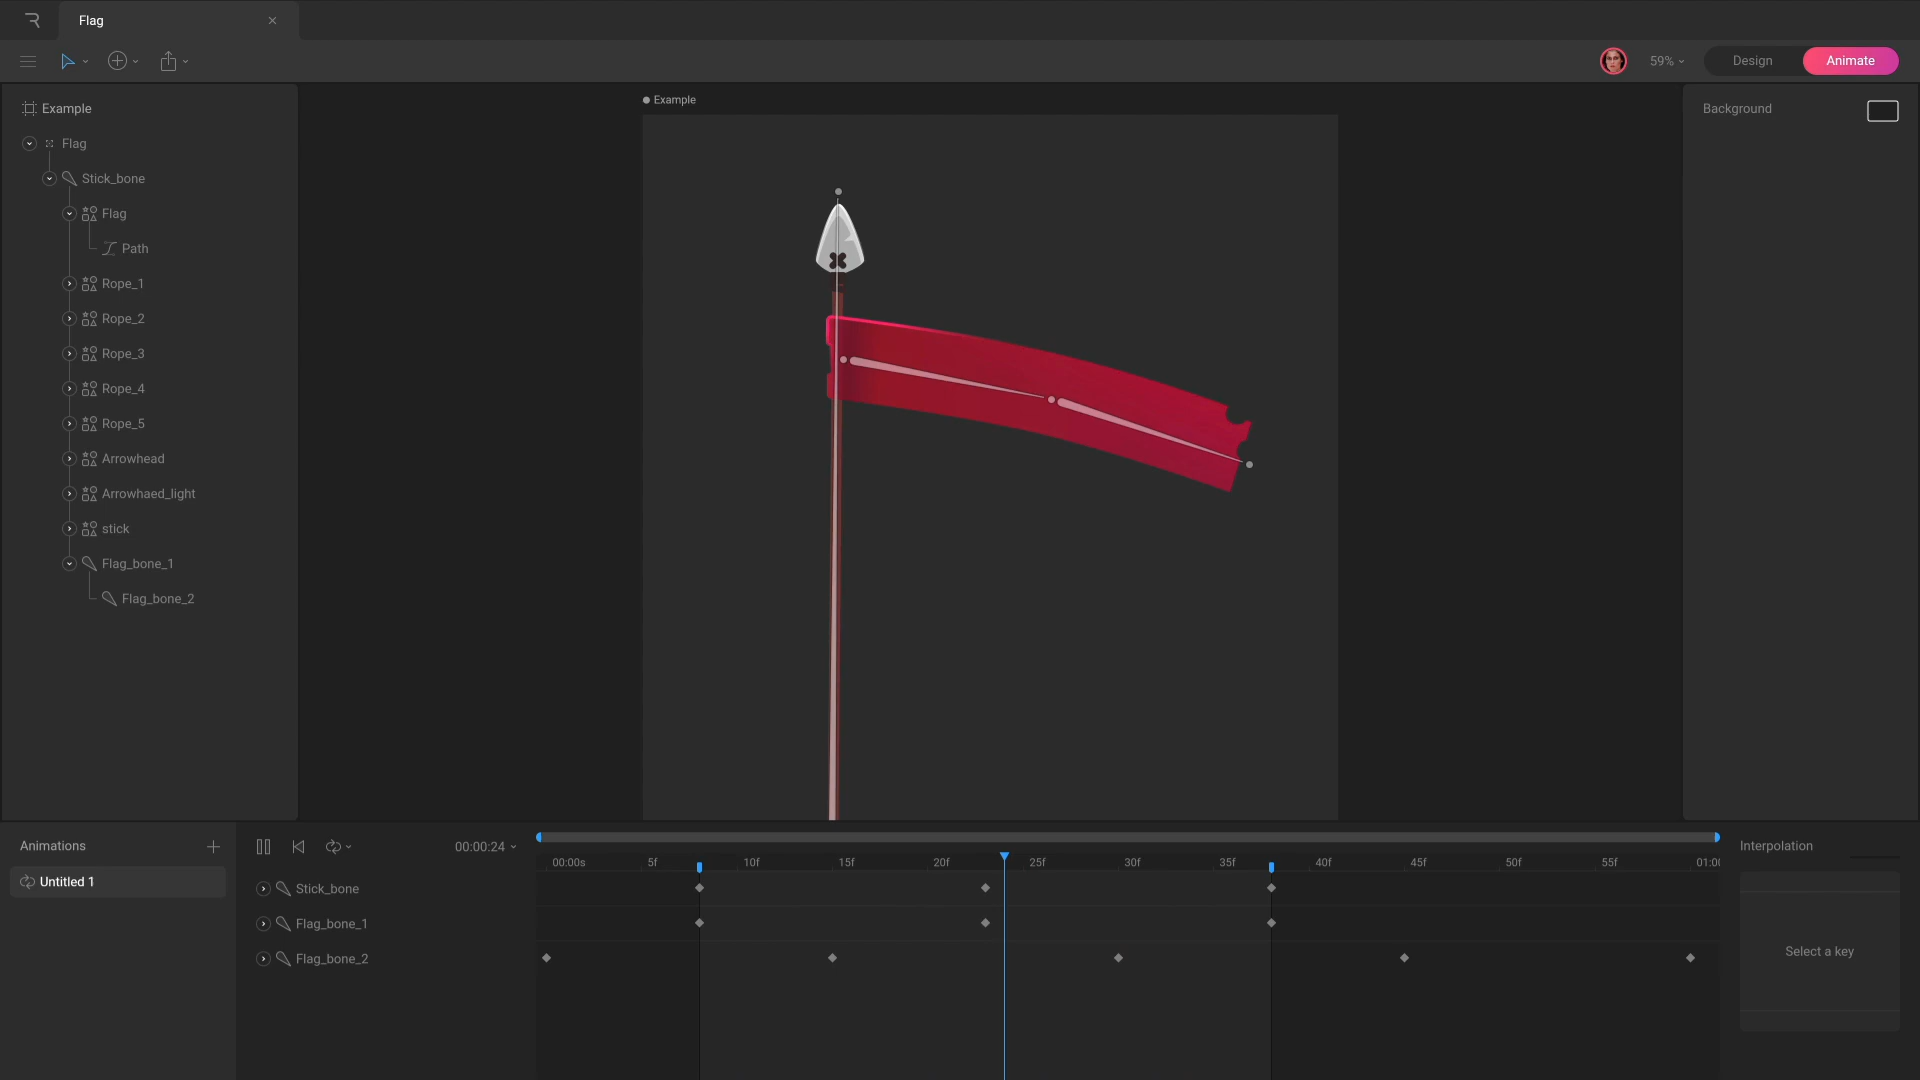 Flag
59%
Design
Animate
Example
Flag
Stick_bone
Flag
Path
Rope_1
Rope_2
Rope_3
Rope_4
Rope_5
Arrowhead
Arrowhaed_light
stick
Flag_bone_1
Flag_bone_2
Example
Background
Animations
Untitled 1
00:00:24
00:00s 5f 10f 15f 20f 25f 30f 35f 40f 45f 50f 55f 01:00
Stick_bone
Flag_bone_1
Flag_bone_2
Interpolation
Select a key